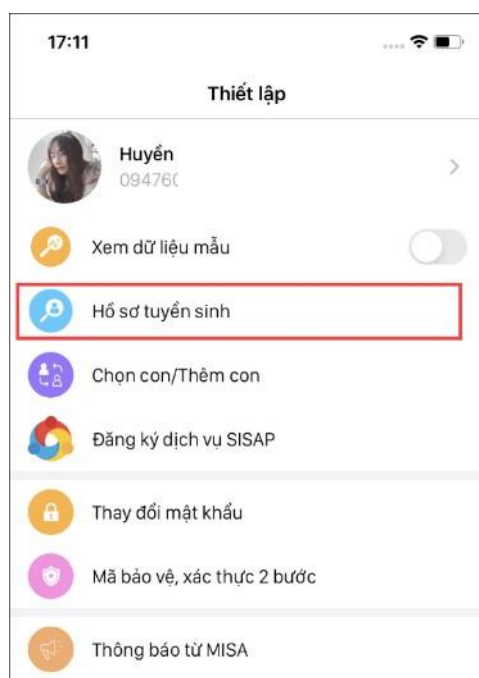 17:11
Thiết lập
Huyền
09476
Xem dữ liệu mẫu
Hồ sơ tuyển sinh
Chọn con/Thêm con
Đăng ký dịch vụ SISAP
Thay đổi mật khẩu
Mã bảo vệ, xác thực 2 bước
Thông báo từ MISA